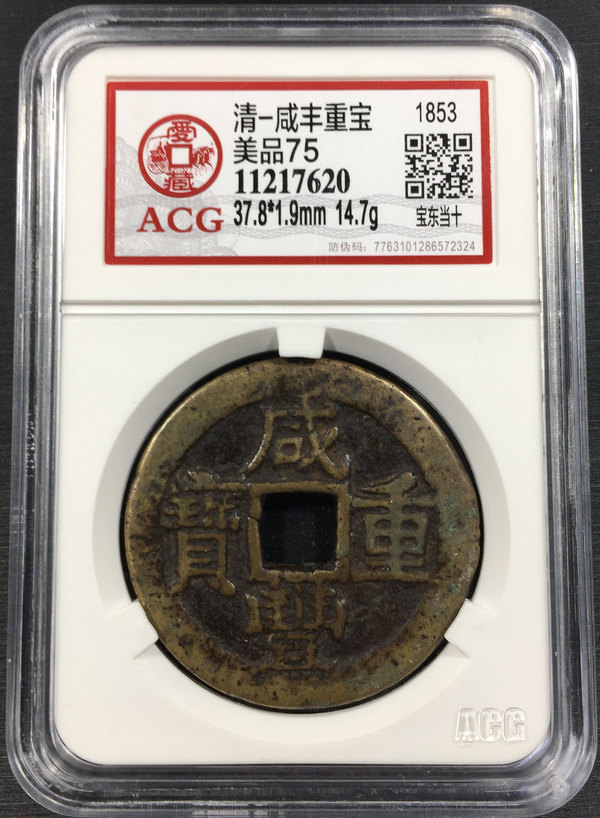 清-咸丰重宝
1853
美品75
11217620
ACG
37.8*1.9mm 14.7g
宝东当十
防伪码：7763101286572324
咸
豐
重
寶
ACG